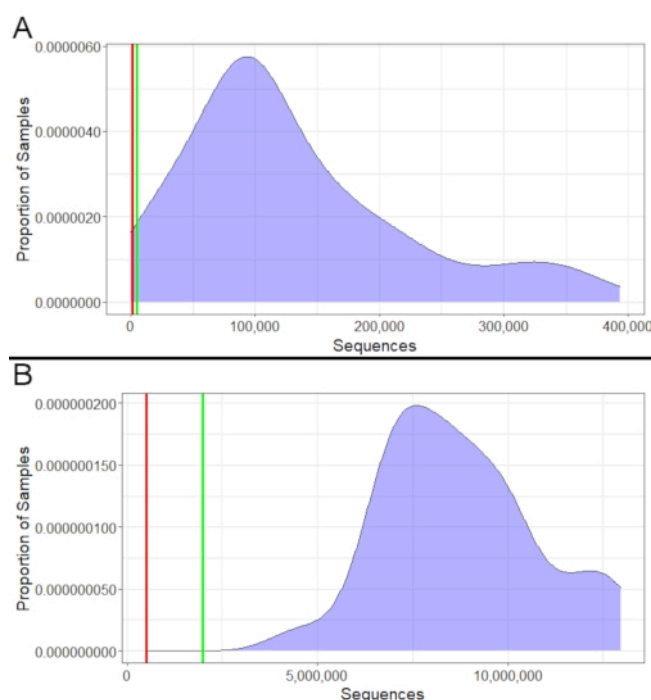 A
0.0000060
0.0000040
0.0000020
0.0000000
Proportion of Samples
0 100,000 200,000 300,000 400,000
Sequences
B
0.000000200
0.000000150
0.000000100
0.000000050
0.000000000
Proportion of Samples
0 5,000,000 10,000,000
Sequences